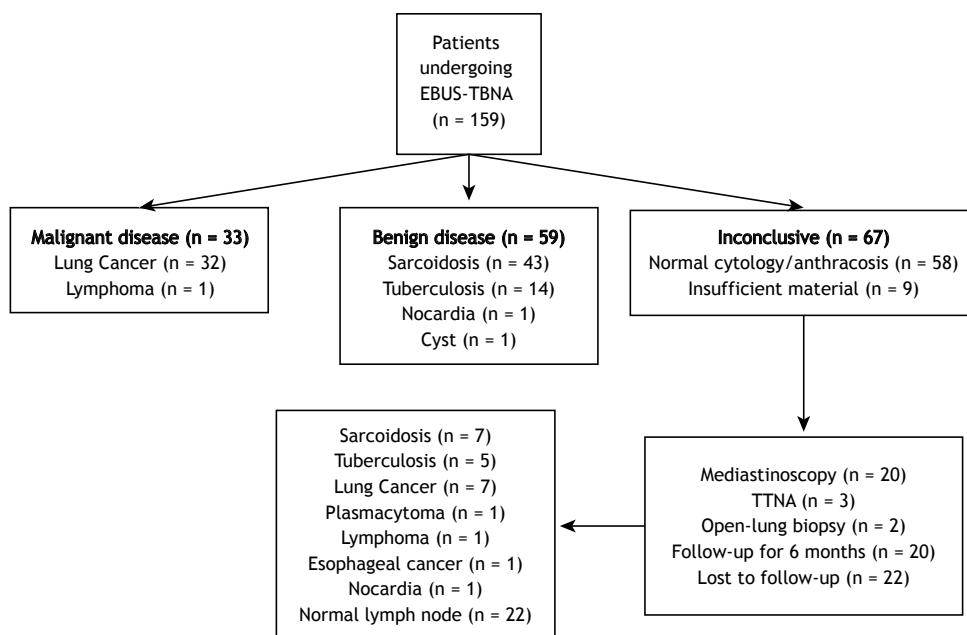 Patients
undergoing
EBUS-TBNA
(n = 159)
Malignant disease (n = 33)
Lung Cancer (n = 32)
Lymphoma (n = 1)
Benign disease (n = 59)
Sarcoidosis (n = 43)
Tuberculosis (n = 14)
Nocardia (n = 1)
Cyst (n = 1)
Inconclusive (n = 67)
Normal cytology/anthracosis (n = 58)
Insufficient material (n = 9)
Mediastinoscopy (n = 20)
TTNA (n = 3)
Open-lung biopsy (n = 2)
Follow-up for 6 months (n = 20)
Lost to follow-up (n = 22)
Sarcoidosis (n = 7)
Tuberculosis (n = 5)
Lung Cancer (n = 7)
Plasmacytoma (n = 1)
Lymphoma (n = 1)
Esophageal cancer (n = 1)
Nocardia (n = 1)
Normal lymph node (n = 22)